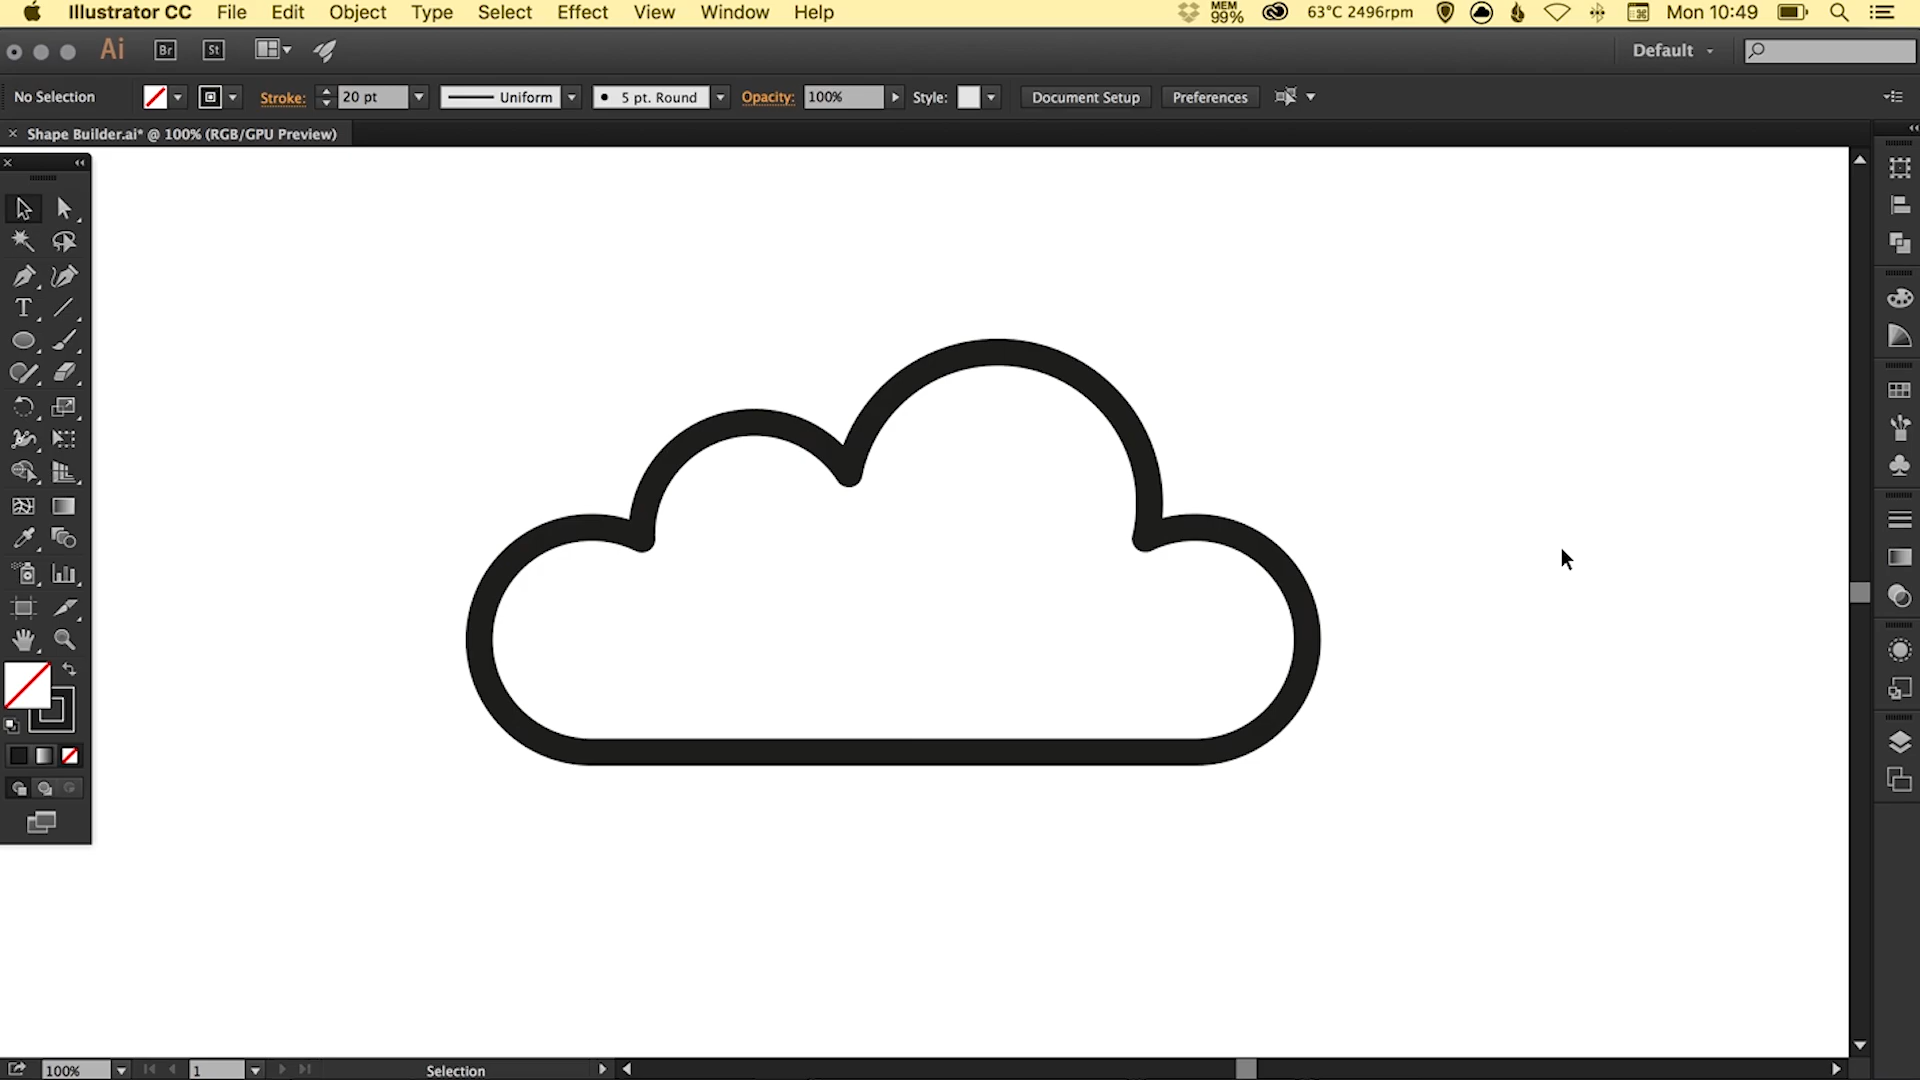 Illustrator CC File Edit Object Type Select Effect View Window Help MEM 99% 63°C 2496rpm Mon 10:49
Ai Br St Default
No Selection Stroke: 20 pt Uniform 5 pt. Round Opacity: 100% Style: Document Setup Preferences
Shape Builder.ai* @ 100% (RGB/GPU Preview)
T
100% 1 Selection